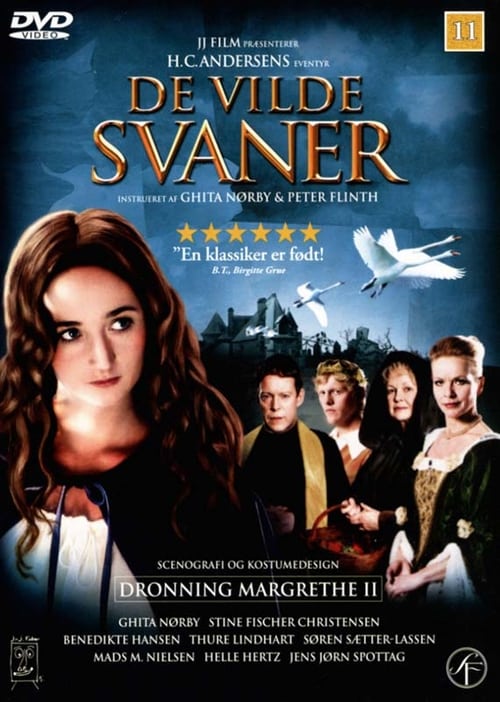 DVD
VIDEO
11
JJ FILM PRÆSENTERER
H.C.ANDERSENS EVENTYR
DE VILDE
SVANER
INSTRUERET AF GHITA NØRBY & PETER FLINTH
"En klassiker er født!
B.T., Birgitte Grue
SCENOGRAFI OG KOSTUMEDESIGN
DRONNING MARGRETHE II
GHITA NØRBY STINE FISCHER CHRISTENSEN
BENEDIKTE HANSEN THURE LINDHART SØREN SÆTTER-LASSEN
MADS M. NIELSEN HELLE HERTZ JENS JØRN SPOTTAG
SF